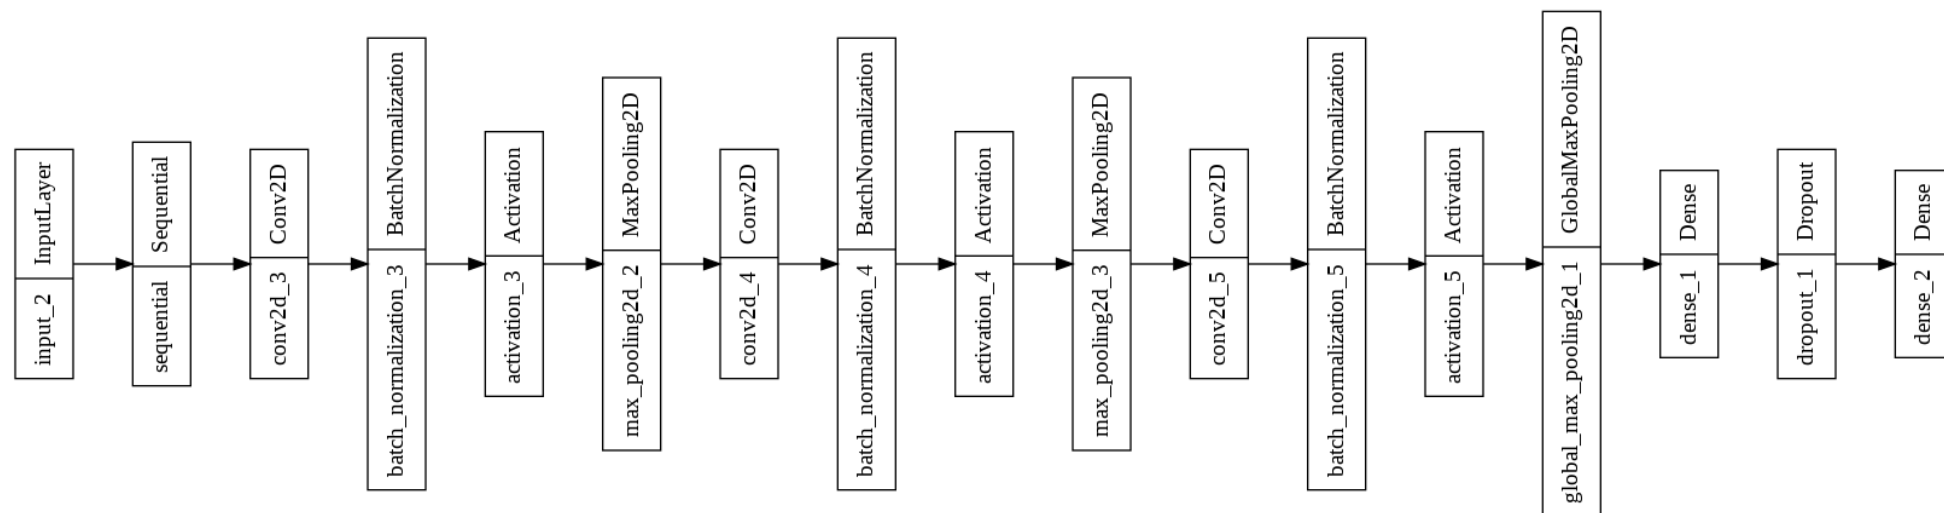 input_2
InputLayer
sequential
Sequential
conv2d_3
Conv2D
batch_normalization_3
BatchNormalization
activation_3
Activation
max_pooling2d_2
MaxPooling2D
conv2d_4
Conv2D
batch_normalization_4
BatchNormalization
activation_4
Activation
max_pooling2d_3
MaxPooling2D
conv2d_5
Conv2D
batch_normalization_5
BatchNormalization
activation_5
Activation
global_max_pooling2d_1
GlobalMaxPooling2D
dense_1
Dense
dropout_1
Dropout
dense_2
Dense